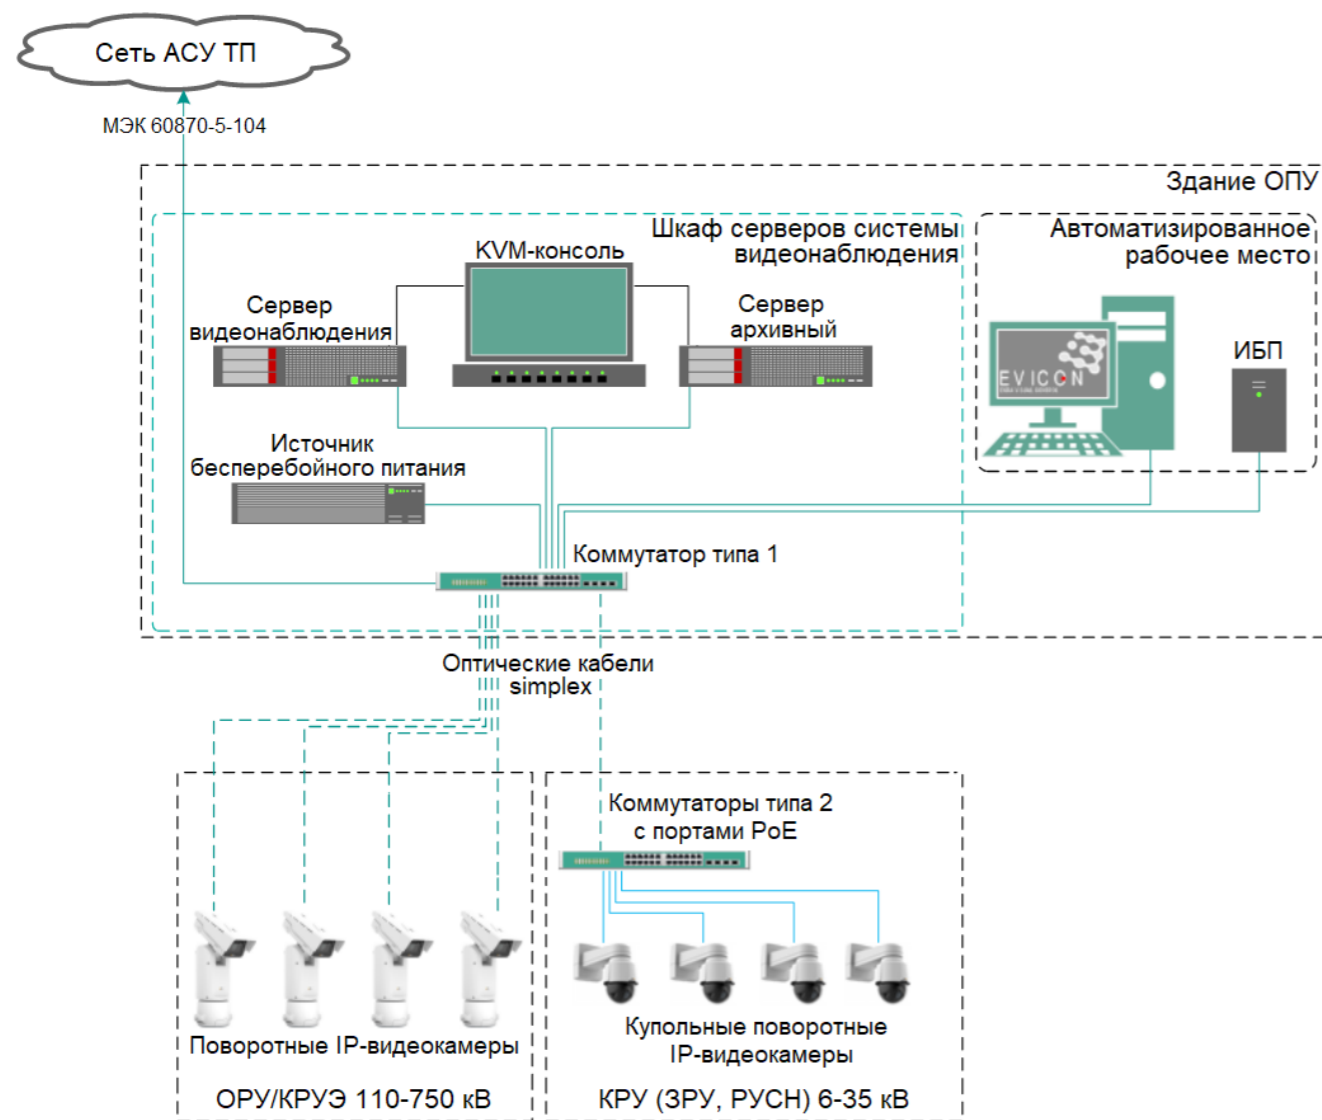 Сеть АСУ ТП
МЭК 60870-5-104
Здание ОПУ
Шкаф серверов системы
видеонаблюдения
Автоматизированное
рабочее место
KVM-консоль
Сервер
видеонаблюдения
Сервер
архивный
ИБП
EVICON
Источник
бесперебойного питания
Коммутатор типа 1
Оптические кабели
simplex
Коммутаторы типа 2
с портами PoE
Поворотные IP-видеокамеры
Купольные поворотные
IP-видеокамеры
ОРУ/КРУЭ 110-750 кВ
КРУ (ЗРУ, РУСН) 6-35 кВ